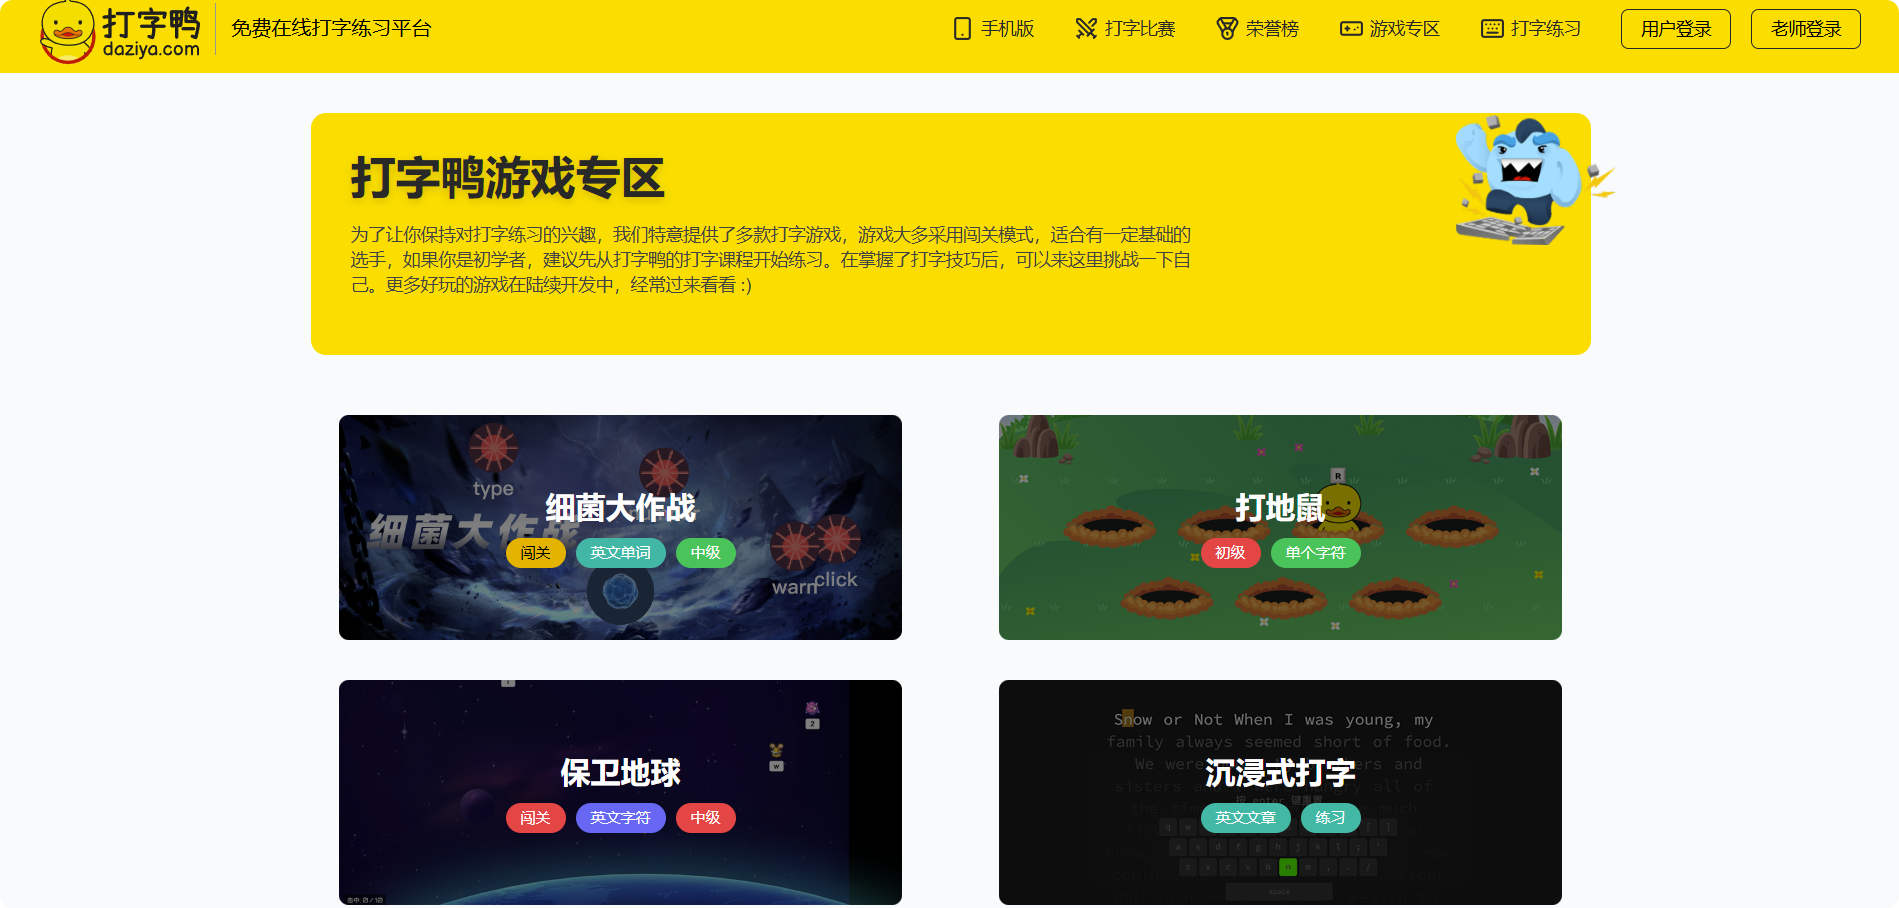 打字鸭
daziya.com
免费在线打字练习平台
手机版
打字比赛
荣誉榜
游戏专区
打字练习
用户登录
老师登录
打字鸭游戏专区
为了让你保持对打字练习的兴趣，我们特意提供了多款打字游戏，游戏大多采用闯关模式，适合有一定基础的
选手，如果你是初学者，建议先从打字鸭的打字课程开始练习。在掌握了打字技巧后，可以来这里挑战一下自
己。更多好玩的游戏在陆续开发中，经常过来看看 :)
type
细菌大作战
细菌大作战
闯关
英文单词
中级
warn
click
R
打地鼠
初级
单个字符
2
w
保卫地球
闯关
英文字符
中级
Snow or Not When I was young, my
family always seemed short of food.
We were
and
沉浸式打字
sisters
all of
按 enter 键重置
the
much
英文文章
练习
q w [ ]
a s d f g h j k l ; '
z x c v b n m , . /
space